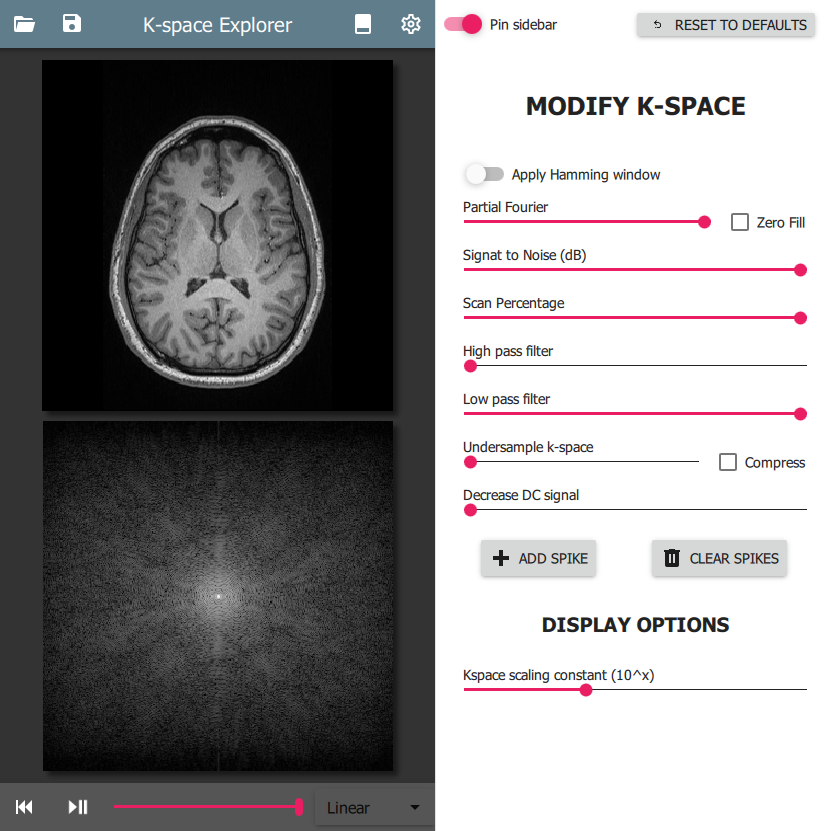 K-space Explorer
Pin sidebar
RESET TO DEFAULTS
MODIFY K-SPACE
Apply Hamming window
Partial Fourier
Zero Fill
Signat to Noise (dB)
Scan Percentage
High pass filter
Low pass filter
Undersample k-space
Compress
Decrease DC signal
ADD SPIKE
CLEAR SPIKES
DISPLAY OPTIONS
Kspace scaling constant (10^x)
Linear